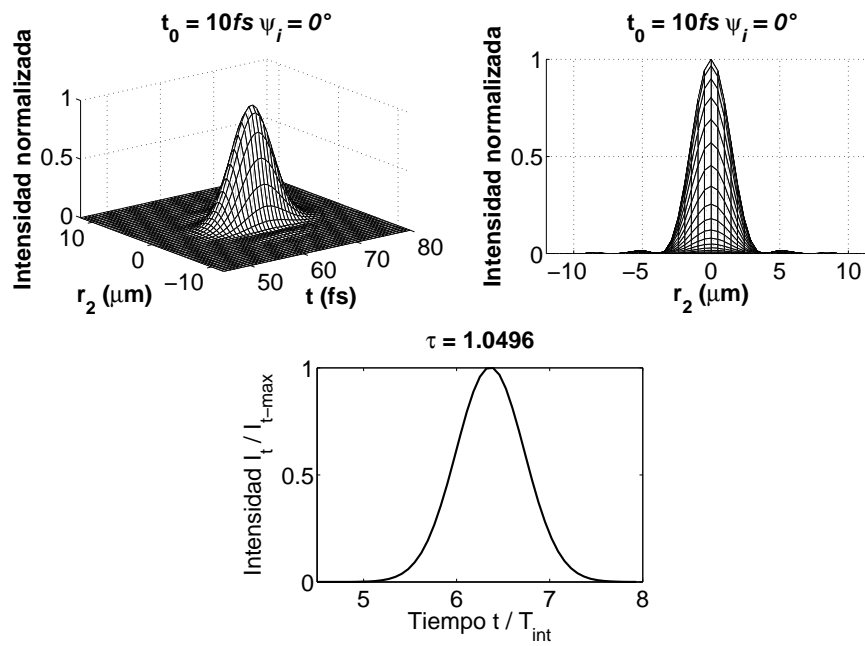 t₀ = 10fs ψᵢ = 0°
Intensidad normalizada
1
0.5
0
10
0
−10
r₂ (μm)
50
60
70
80
t (fs)
t₀ = 10fs ψᵢ = 0°
Intensidad normalizada
1
0.5
0
−10
−5
0
5
10
r₂ (μm)
τ = 1.0496
Intensidad I_t / I_t−max
1
0.5
0
5
6
7
8
Tiempo t / T_int